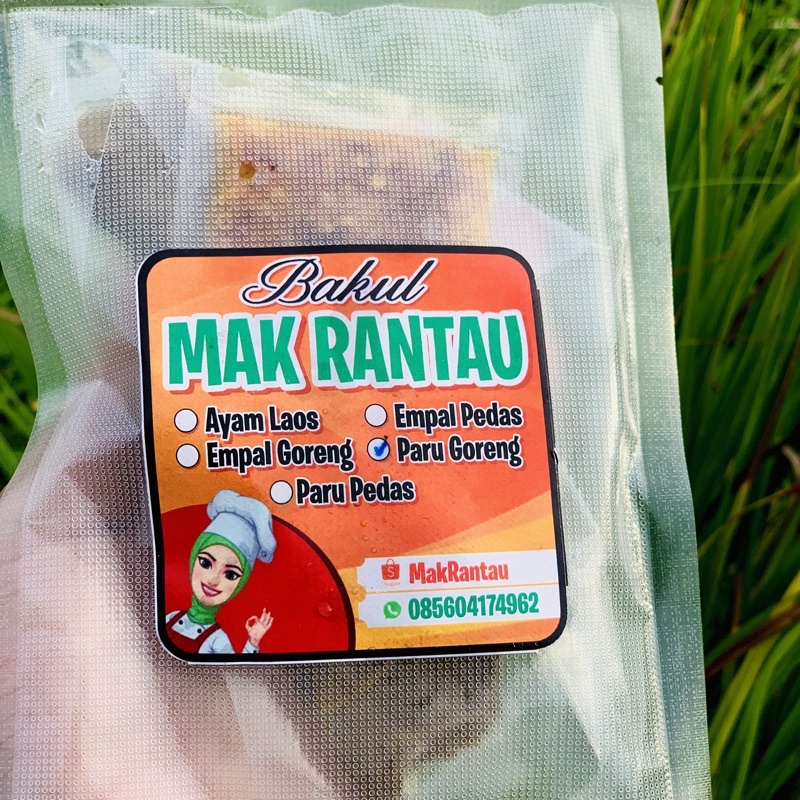 Bakul
MAK RANTAU
Ayam Laos Empal Pedas
Empal Goreng Paru Goreng
Paru Pedas
MakRantau
085604174962